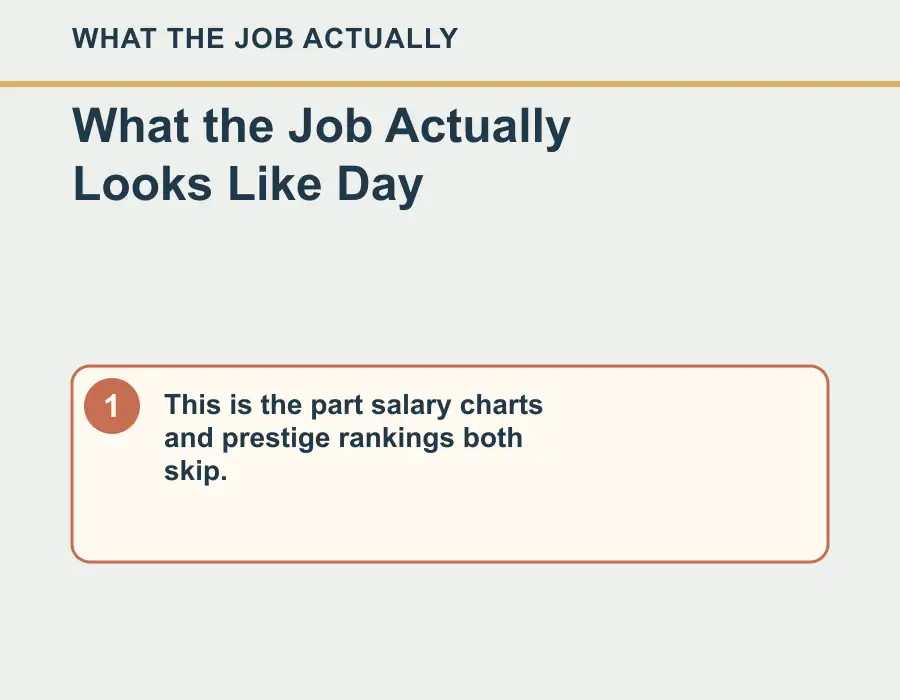 WHAT THE JOB ACTUALLY
What the Job Actually
Looks Like Day
1
This is the part salary charts
and prestige rankings both
skip.